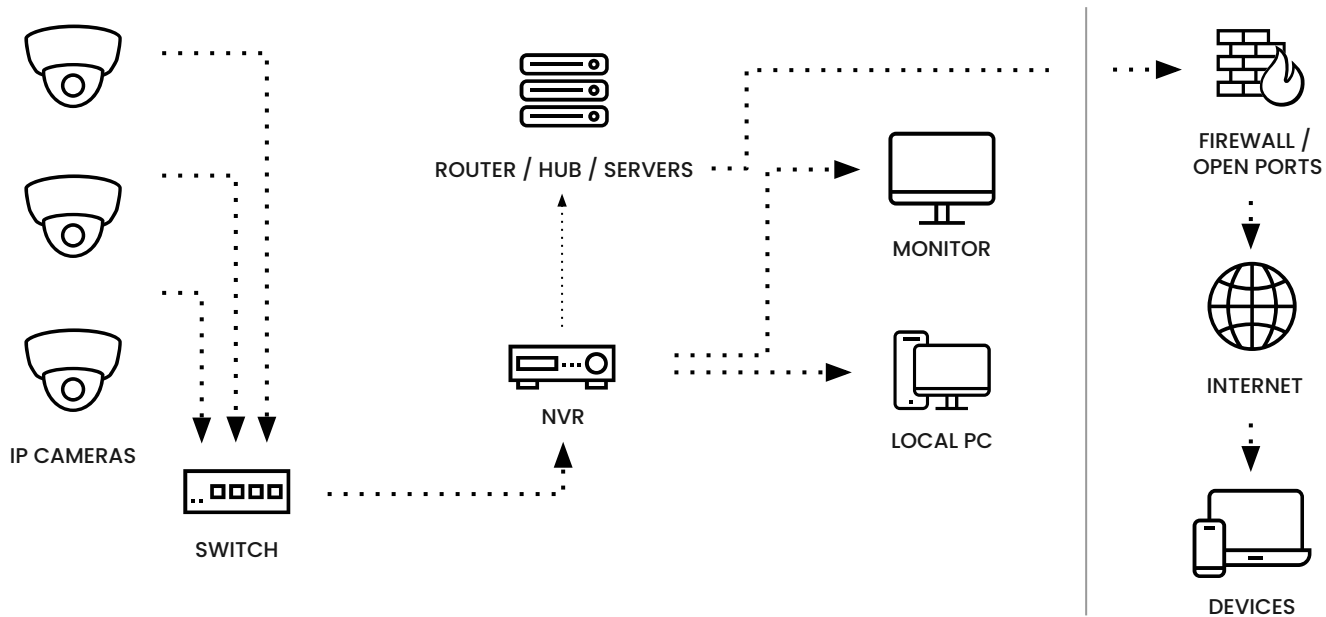 ROUTER / HUB / SERVERS
FIREWALL /
OPEN PORTS
MONITOR
INTERNET
NVR
LOCAL PC
IP CAMERAS
SWITCH
DEVICES